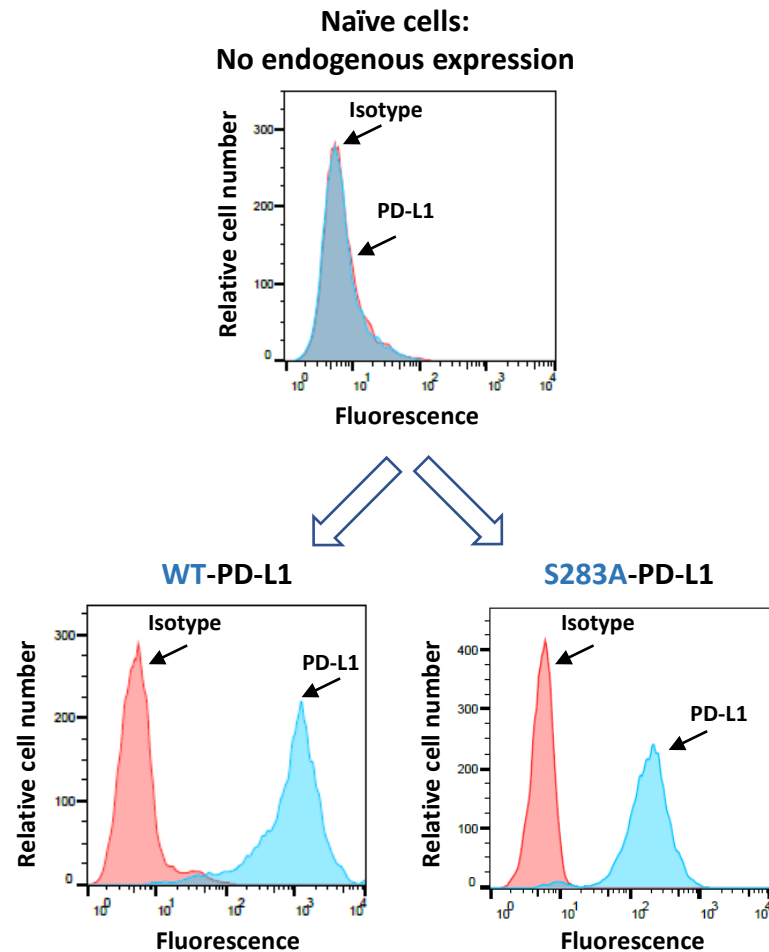 Naïve cells:
No endogenous expression
Isotype
PD-L1
Relative cell number
300
200
100
0
10⁰ 10¹ 10² 10³ 10⁴
Fluorescence
WT-PD-L1
Isotype
PD-L1
Relative cell number
300
200
100
0
10⁰ 10¹ 10² 10³ 10⁴
Fluorescence
S283A-PD-L1
Isotype
PD-L1
Relative cell number
400
300
200
100
0
10⁰ 10¹ 10² 10³ 10⁴
Fluorescence